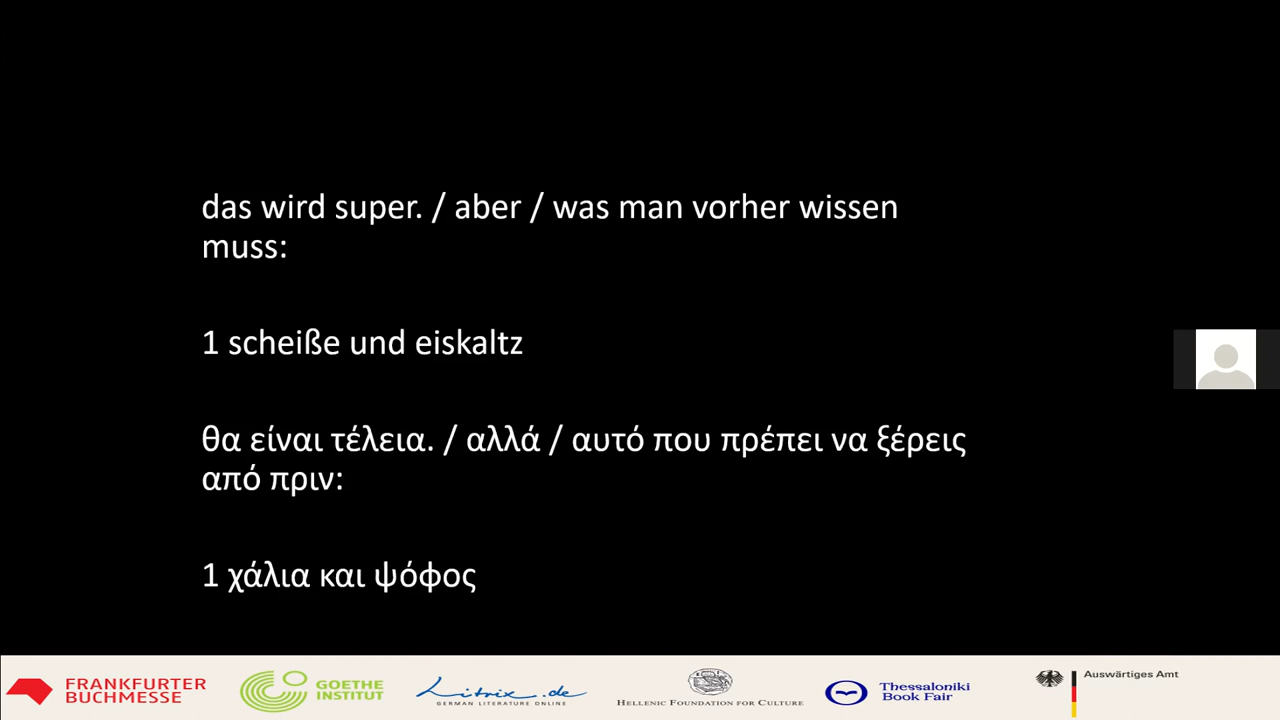 das wird super. / aber / was man vorher wissen
muss:
1 scheiße und eiskaltz
θα είναι τέλεια. / αλλά / αυτό που πρέπει να ξέρεις
από πριν:
1 χάλια και ψόφος
FRANKFURTER
BUCHMESSE
GOETHE
INSTITUT
Litrix.de
GERMAN LITERATURE ONLINE
HELLENIC FOUNDATION FOR CULTURE
Thessaloniki
Book Fair
Auswärtiges Amt